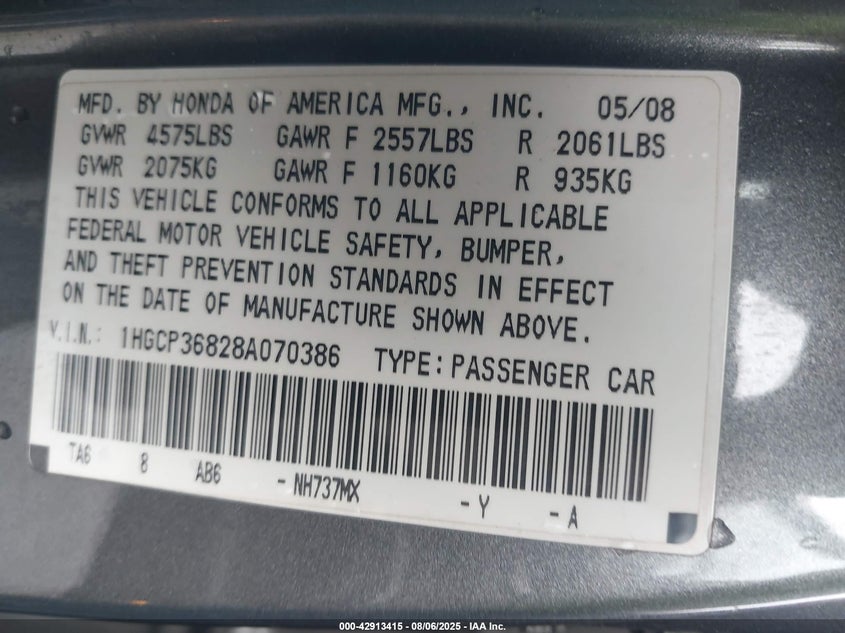 MFD. BY HONDA OF AMERICA MFG., INC. 05/08
GVWR 4575LBS GAWR F 2557LBS R 2061LBS
GVWR 2075KG GAWR F 1160KG R 935KG
THIS VEHICLE CONFORMS TO ALL APPLICABLE
FEDERAL MOTOR VEHICLE SAFETY, BUMPER,
AND THEFT PREVENTION STANDARDS IN EFFECT
ON THE DATE OF MANUFACTURE SHOWN ABOVE.
V.I.N.: 1HGCP36828A070386 TYPE: PASSENGER CAR
TA6 8 AB6 - NH737MX - Y - A
000-42913415 - 08/06/2025 - IAA Inc.